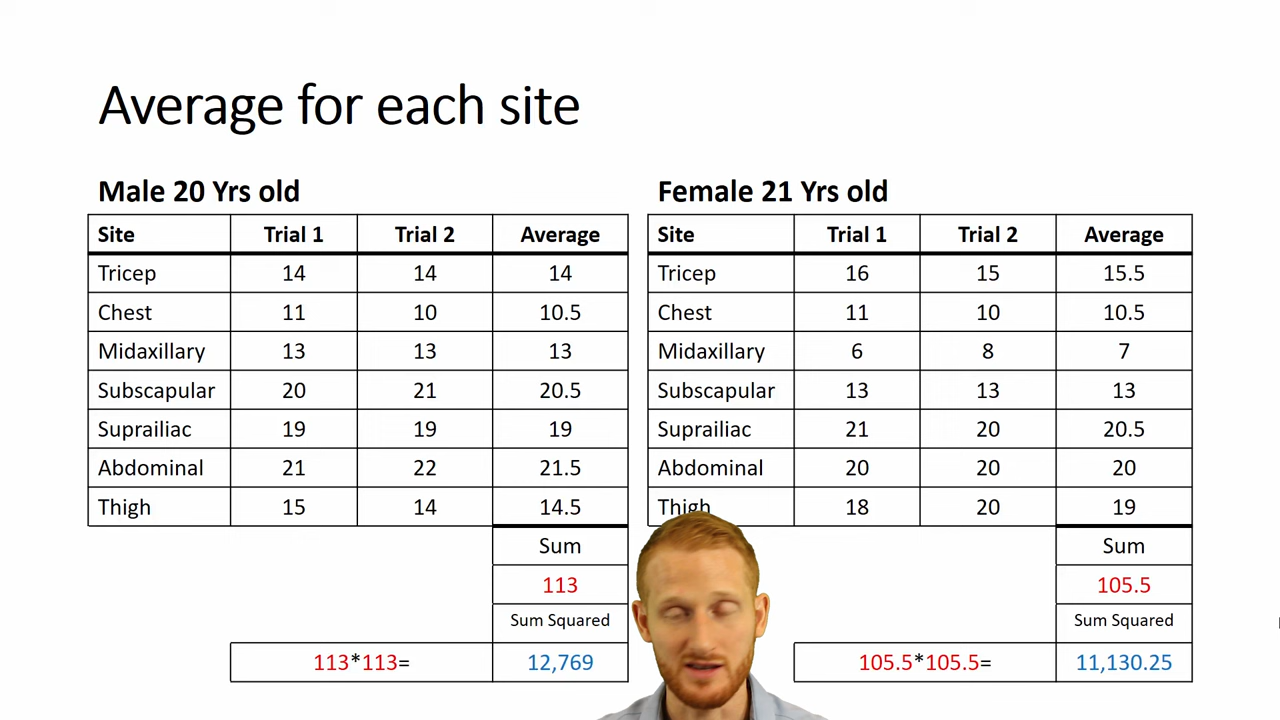 Average for each site
Male 20 Yrs old
Site Trial 1 Trial 2 Average
Tricep 14 14 14
Chest 11 10 10.5
Midaxillary 13 13 13
Subscapular 20 21 20.5
Suprailiac 19 19 19
Abdominal 21 22 21.5
Thigh 15 14 14.5
Sum
113
Sum Squared
113*113= 12,769
Female 21 Yrs old
Site Trial 1 Trial 2 Average
Tricep 16 15 15.5
Chest 11 10 10.5
Midaxillary 6 8 7
Subscapular 13 13 13
Suprailiac 21 20 20.5
Abdominal 20 20 20
Thigh 18 20 19
Sum
105.5
Sum Squared
105.5*105.5= 11,130.25